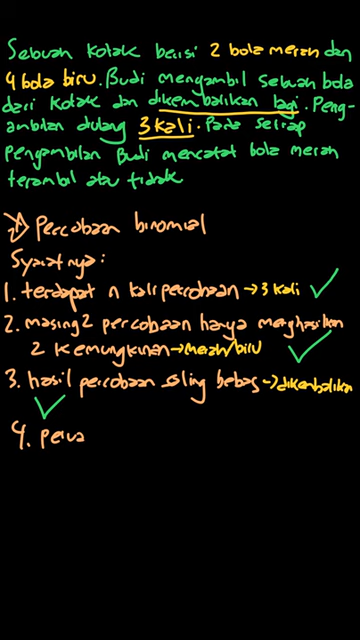 Sebuah kotak berisi 2 bola merah dan
4 bola biru. Budi mengambil sebuah bola
dari kotak dan dikembalikan lagi. Peng-
ambilan diulang 3 kali. Pada setiap
pengambilan Budi mencatat bola merah
terambil atau tidak
Percobaan binomial
Syaratnya:
1. terdapat n kali percobaan → 3 kali
2. masing2 percobaan hanya menghasilkan
2 kemungkinan → merah/biru
3. hasil percobaan saling bebas → dikembalikan
4. pelua